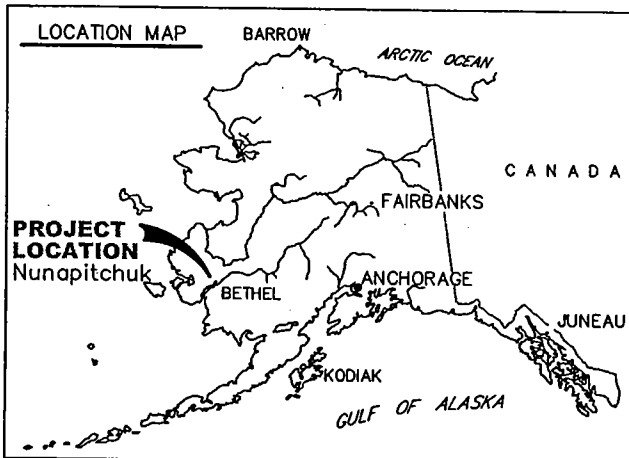 LOCATION MAP
BARROW
ARCTIC OCEAN
CANADA
FAIRBANKS
PROJECT
LOCATION
Nunapitchuk
BETHEL
ANCHORAGE
JUNEAU
KODIAK
GULF OF ALASKA